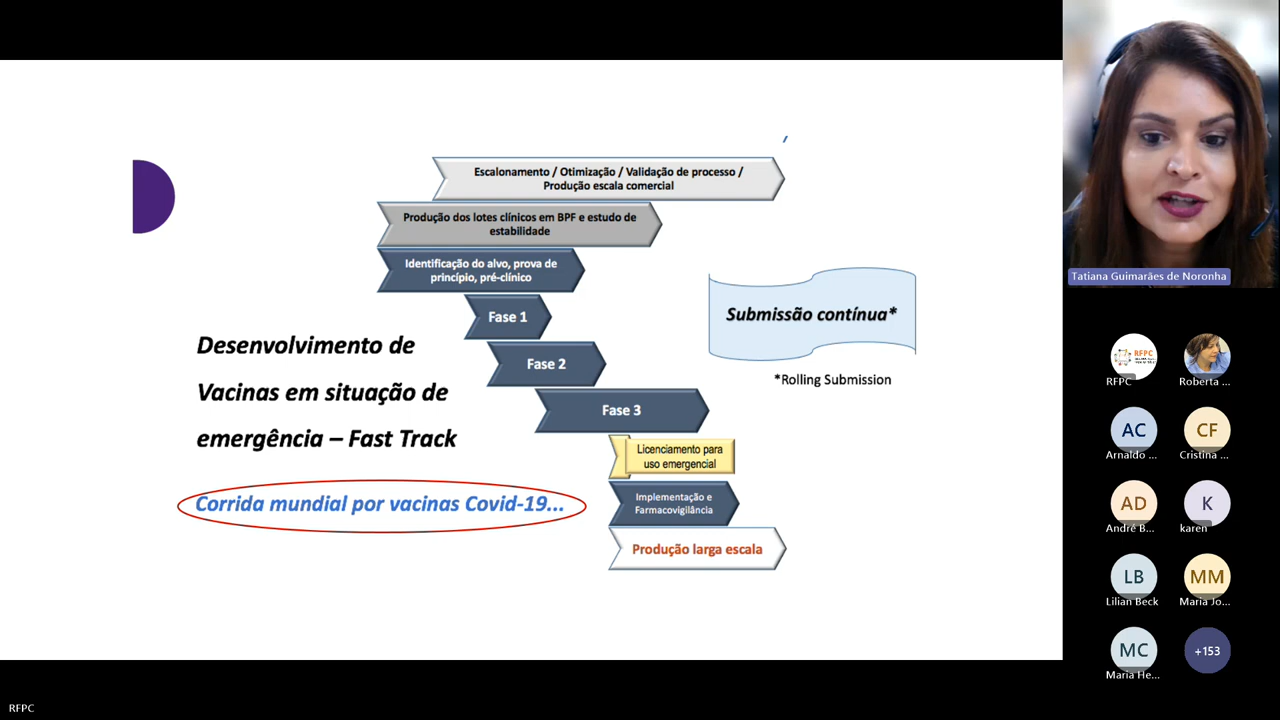 Escalonamento / Otimização / Validação de processo /
Produção escala comercial
Produção dos lotes clínicos em BPF e estudo de
estabilidade
Identificação do alvo, prova de
princípio, pré-clínico
Fase 1
Fase 2
Fase 3
Licenciamento para
uso emergencial
Implementação e
Farmacovigilância
Produção larga escala
Desenvolvimento de
Vacinas em situação de
emergência – Fast Track
Corrida mundial por vacinas Covid-19...
Submissão contínua*
*Rolling Submission
Tatiana Guimarães de Noronha
RFPC
RFPC
Roberta ...
AC
Arnaldo ...
CF
Cristina ...
AD
André B...
K
karen
LB
Lilian Beck
MM
Maria Jo...
MC
Maria He...
+153
RFPC